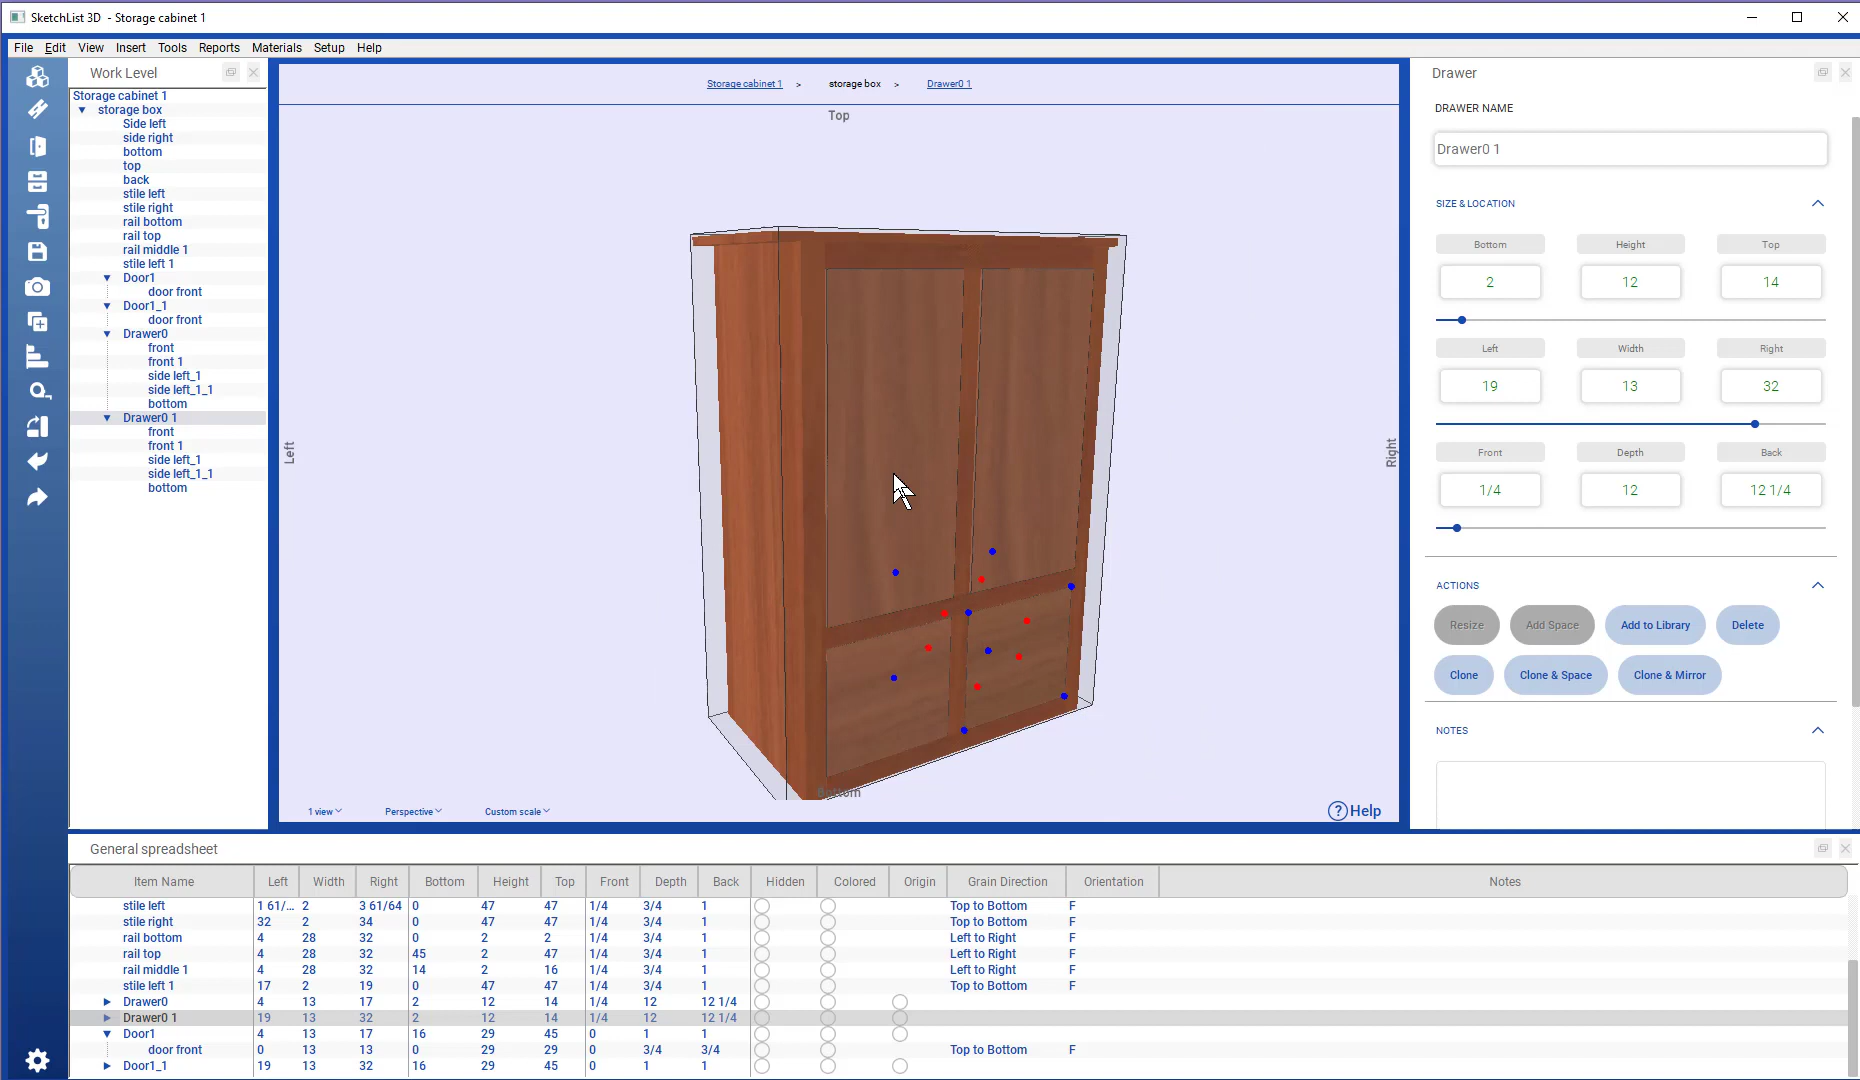 SketchList 3D - Storage cabinet 1
File Edit View Insert Tools Reports Materials Setup Help
Work Level
Storage cabinet 1
storage box
Side left
side right
bottom
top
back
stile left
stile right
rail bottom
rail top
rail middle 1
stile left 1
Door1
door front
Door1_1
door front
Drawer0
front
front 1
side left_1
side left_1_1
bottom
Drawer0 1
front
front 1
side left_1
side left_1_1
bottom
Storage cabinet 1 > storage box > Drawer0 1
Top
Left
Right
Bottom
1 view Perspective Custom scale
? Help
Drawer
DRAWER NAME
Drawer0 1
SIZE & LOCATION
Bottom Height Top
2 12 14
Left Width Right
19 13 32
Front Depth Back
1/4 12 12 1/4
ACTIONS
Resize Add Space Add to Library Delete
Clone Clone & Space Clone & Mirror
NOTES
General spreadsheet
Item Name Left Width Right Bottom Height Top Front Depth Back Hidden Colored Origin Grain Direction Orientation Notes
stile left 1 61/... 2 3 61/64 0 47 47 1/4 3/4 1 Top to Bottom F
stile right 32 2 34 0 47 47 1/4 3/4 1 Top to Bottom F
rail bottom 4 28 32 0 2 2 1/4 3/4 1 Left to Right F
rail top 4 28 32 45 2 47 1/4 3/4 1 Left to Right F
rail middle 1 4 28 32 14 2 16 1/4 3/4 1 Left to Right F
stile left 1 17 2 19 0 47 47 1/4 3/4 1 Top to Bottom F
Drawer0 4 13 17 2 12 14 1/4 12 12 1/4
Drawer0 1 19 13 32 2 12 14 1/4 12 12 1/4
Door1 4 13 17 16 29 45 0 1 1
door front 0 13 13 0 29 29 0 3/4 3/4 Top to Bottom F
Door1_1 19 13 32 16 29 45 0 1 1